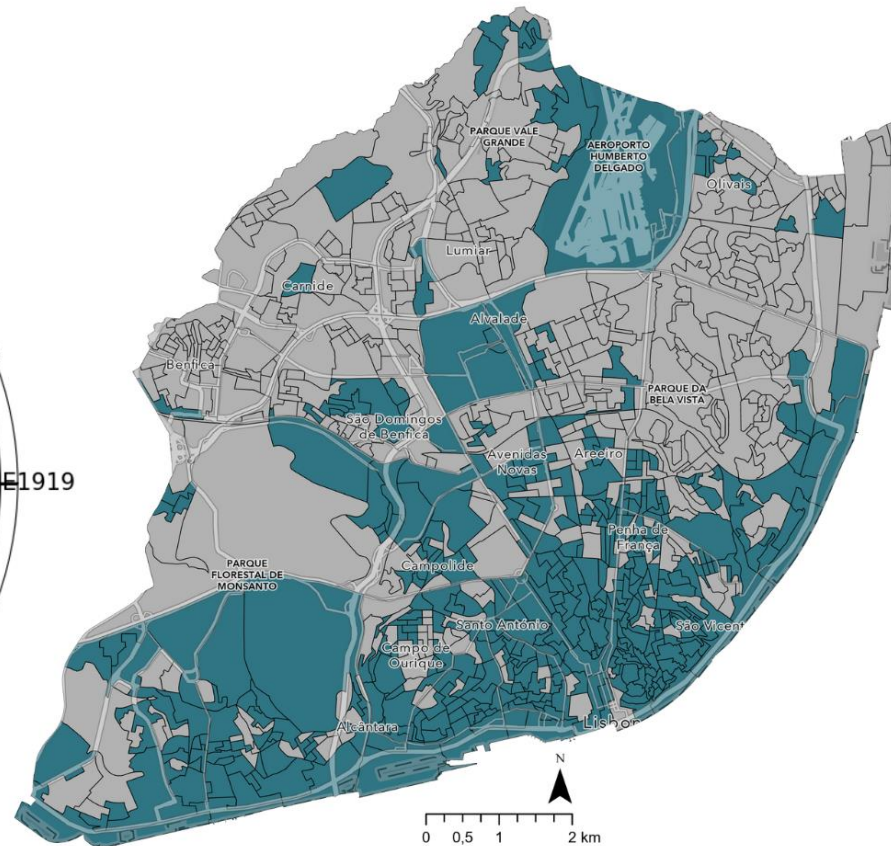 PARQUE VALE
GRANDE
AEROPORTO
HUMBERTO
DELGADO
Olivais
Lumiar
Carnide
Alvalade
Benfica
PARQUE DA
BELA VISTA
São Domingos
de Benfica
Avenidas
Novas
Areeiro
E1919
Penha de
França
PARQUE
FLORESTAL DE
MONSANTO
Campolide
Santo António
São Vicent
Campo de
Ourique
Alcântara
Lisbon
N
0 0,5 1 2 km